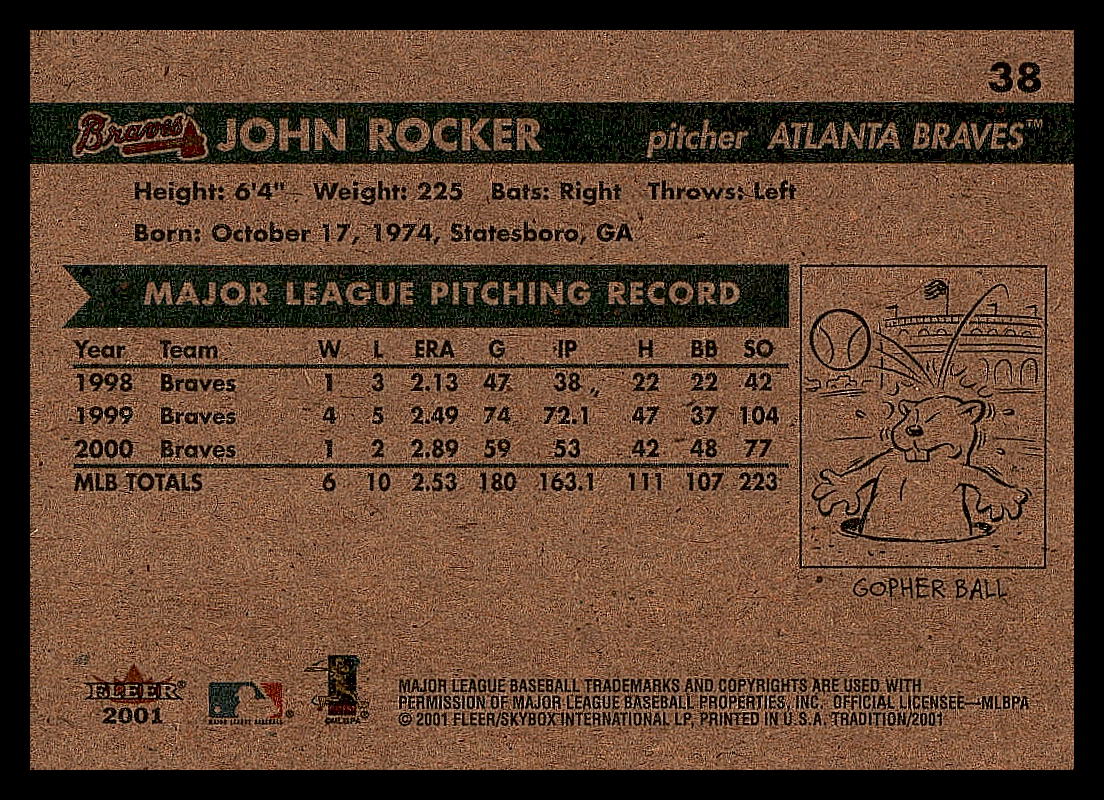 38
Braves JOHN ROCKER pitcher ATLANTA BRAVES™
Height: 6'4" Weight: 225 Bats: Right Throws: Left
Born: October 17, 1974, Statesboro, GA
MAJOR LEAGUE PITCHING RECORD
Year Team W L ERA G IP H BB SO
1998 Braves 1 3 2.13 47 38 22 22 42
1999 Braves 4 5 2.49 74 72.1 47 37 104
2000 Braves 1 2 2.89 59 53 42 48 77
MLB TOTALS 6 10 2.53 180 163.1 111 107 223
GOPHER BALL
FLEER®
2001
MAJOR LEAGUE BASEBALL
MLBPA
MAJOR LEAGUE BASEBALL TRADEMARKS AND COPYRIGHTS ARE USED WITH
PERMISSION OF MAJOR LEAGUE BASEBALL PROPERTIES, INC. OFFICIAL LICENSEE—MLBPA
© 2001 FLEER/SKYBOX INTERNATIONAL LP, PRINTED IN U.S.A. TRADITION/2001